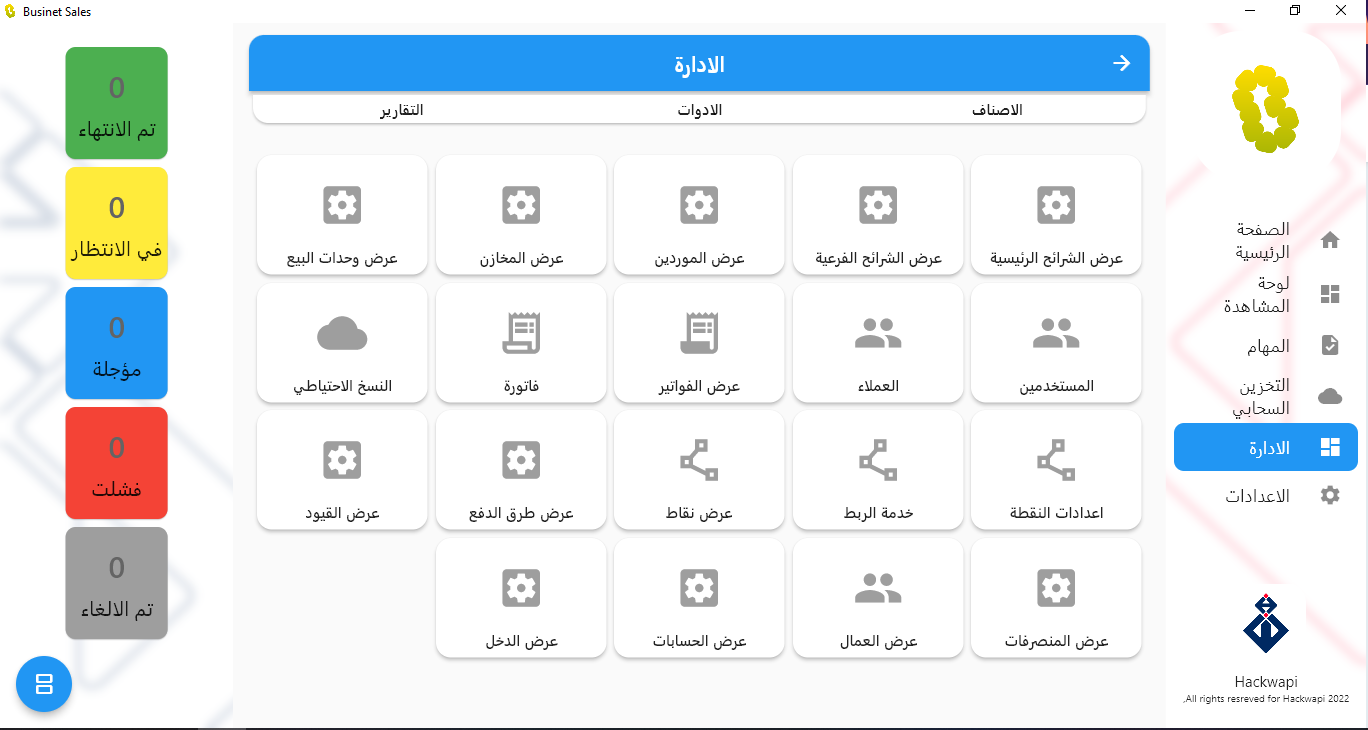 Businet Sales
الادارة
الاصناف
الادوات
التقارير
عرض الشرائح الرئيسية
عرض الشرائح الفرعية
عرض الموردين
عرض المخازن
عرض وحدات البيع
المستخدمين
العملاء
عرض الفواتير
فاتورة
النسخ الاحتياطي
اعدادات النقطة
خدمة الربط
عرض نقاط
عرض طرق الدفع
عرض القيود
عرض المنصرفات
عرض العمال
عرض الحسابات
عرض الدخل
الصفحة
الرئيسية
لوحة
المشاهدة
المهام
التخزين
السحابي
الادارة
الاعدادات
Hackwapi
,All rights resreved for Hackwapi 2022
0
تم الانتهاء
0
في الانتظار
0
مؤجلة
0
فشلت
0
تم الالغاء